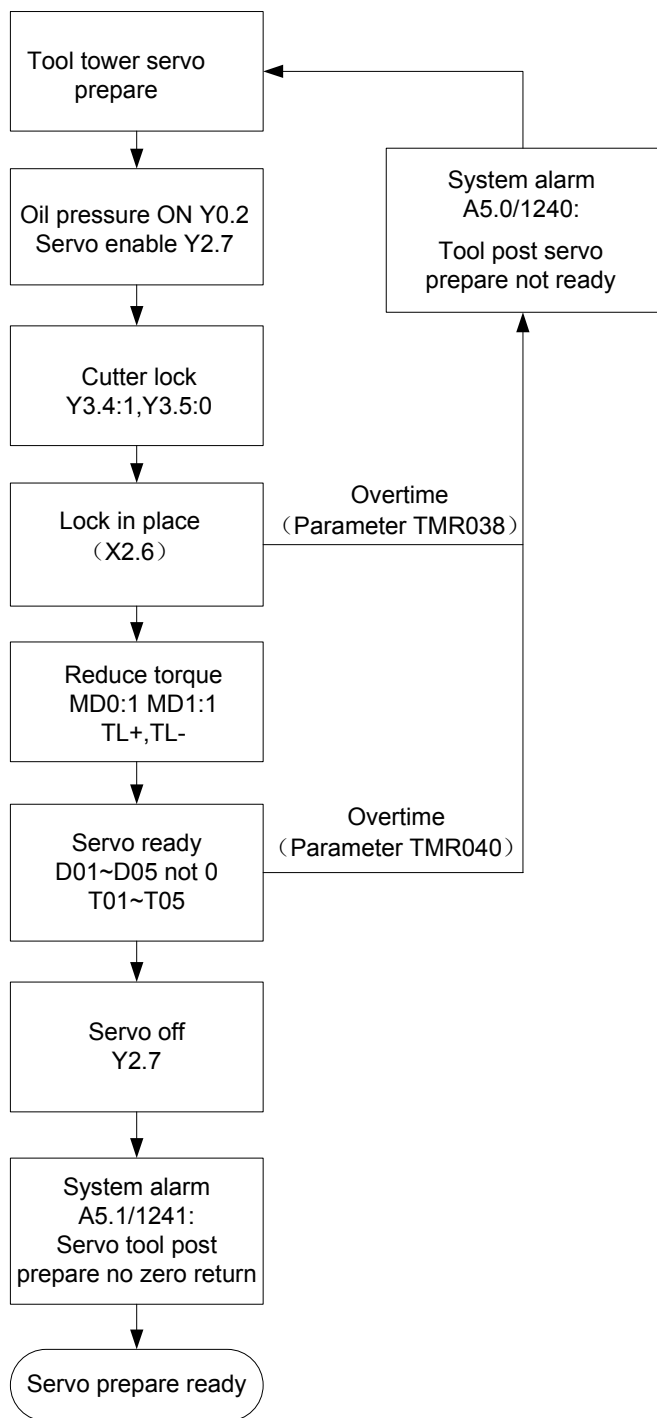 Tool tower servo
prepare
Oil pressure ON Y0.2
Servo enable Y2.7
Cutter lock
Y3.4:1,Y3.5:0
Lock in place
（X2.6）
Overtime
（Parameter TMR038）
Reduce torque
MD0:1 MD1:1
TL+,TL-
Servo ready
D01~D05 not 0
T01~T05
Overtime
（Parameter TMR040）
Servo off
Y2.7
System alarm
A5.1/1241:
Servo tool post
prepare no zero return
Servo prepare ready
System alarm
A5.0/1240:
Tool post servo
prepare not ready